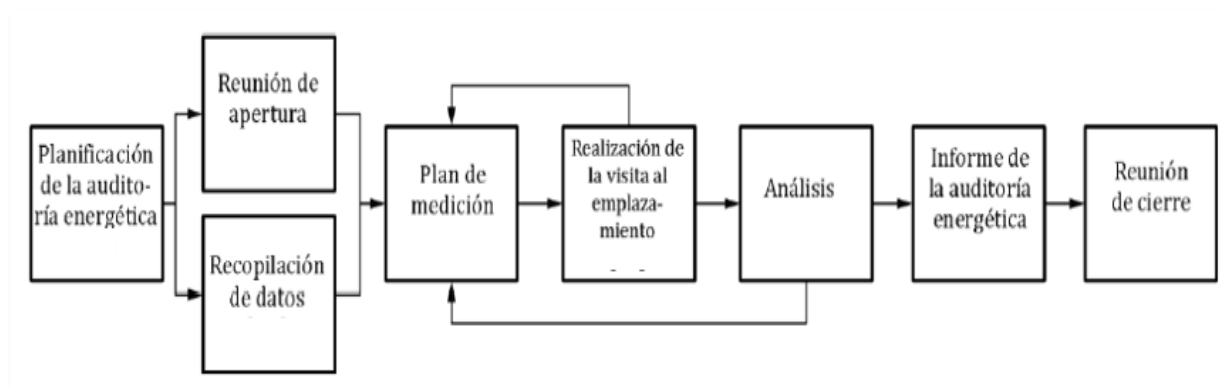 Planificación
de la audito-
ría energética
Reunión de
apertura
Recopilación
de datos
Plan de
medición
Realización de
la visita al
emplaza-
miento
Análisis
Informe de
la auditoría
energética
Reunión
de cierre